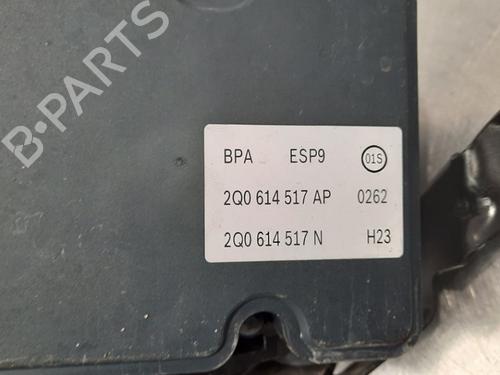 B-PARTS
BPA ESP9 01S
2Q0 614 517 AP 0262
2Q0 614 517 N H23